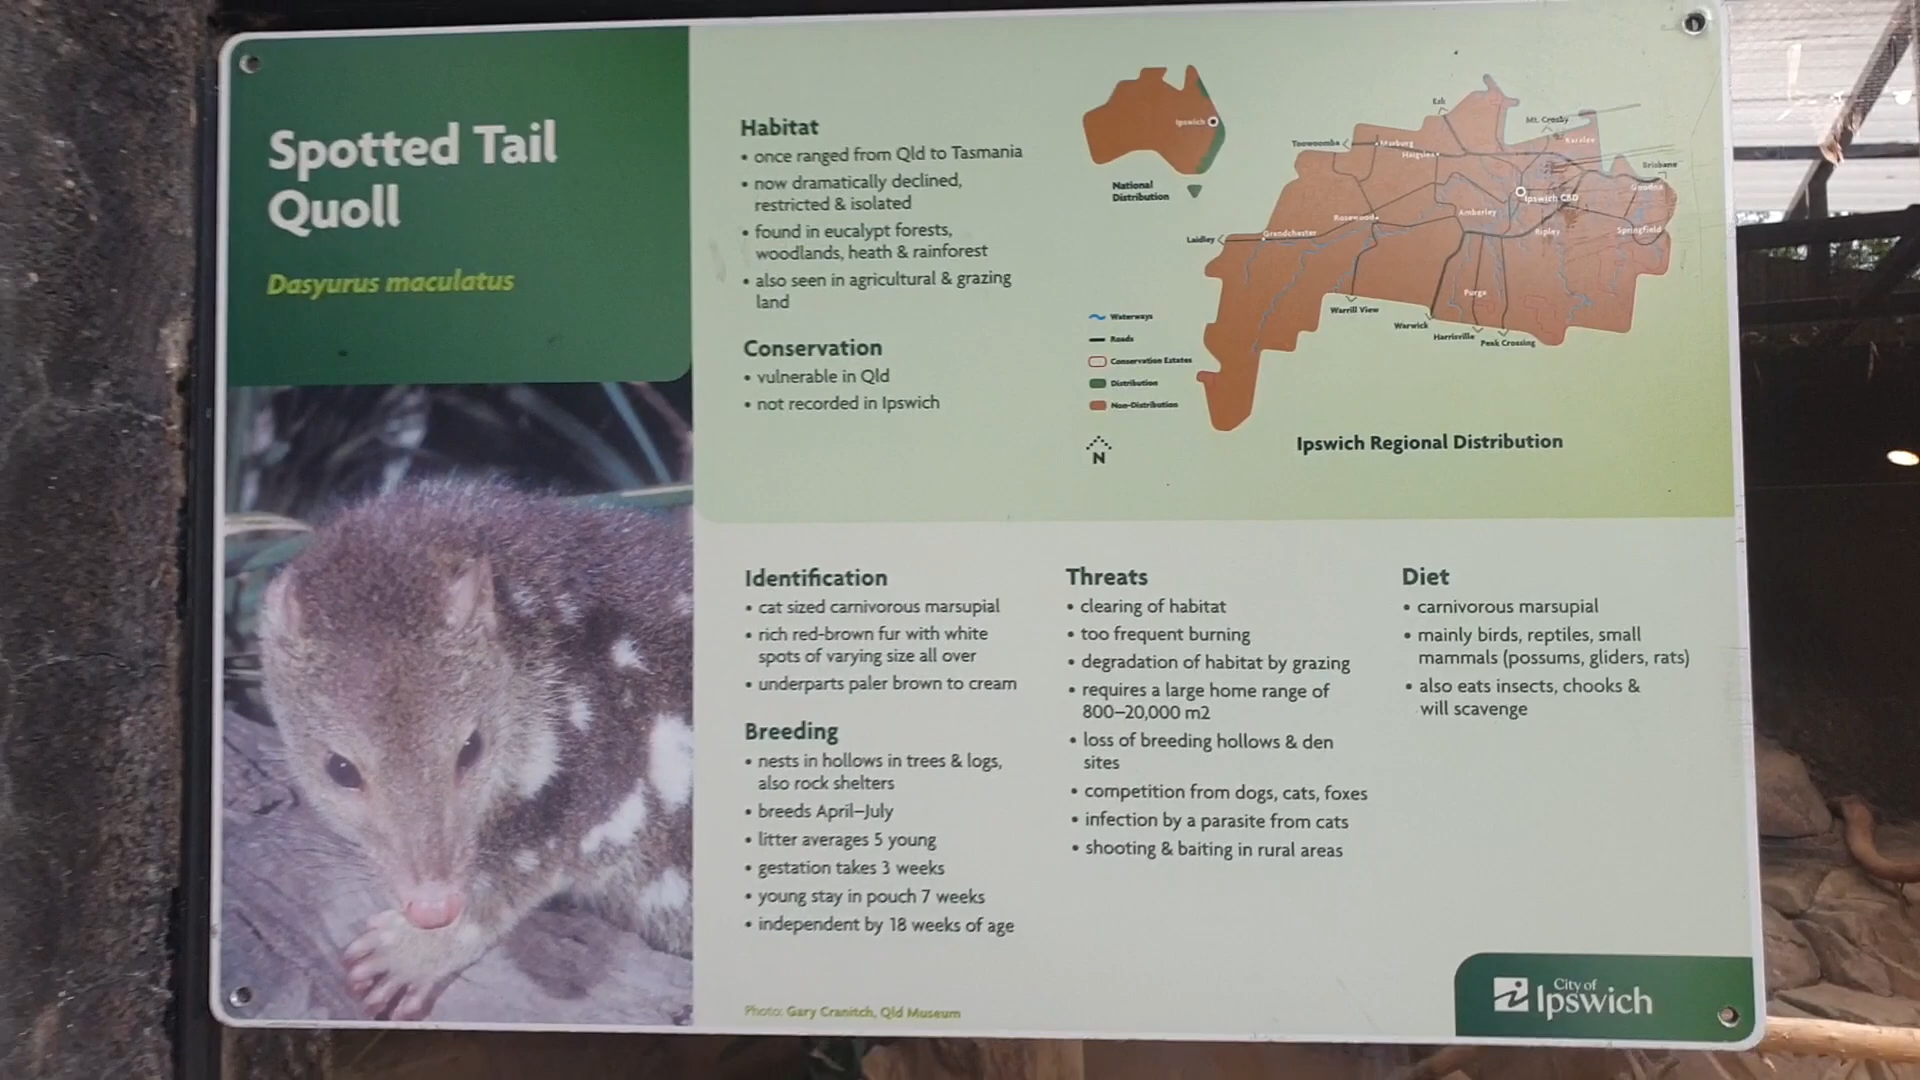 Spotted Tail
Quoll
Dasyurus maculatus
Habitat
• once ranged from Qld to Tasmania
• now dramatically declined,
restricted & isolated
• found in eucalypt forests,
woodlands, heath & rainforest
• also seen in agricultural & grazing
land
Conservation
• vulnerable in Qld
• not recorded in Ipswich
Ipswich
National
Distribution
Esk
Mt. Crosby
Toowoomba
Marburg
Haigslea
Karalee
Brisbane
Goodna
Ipswich CBD
Rosewood
Amberley
Laidley
Grandchester
Ripley
Springfield
Purga
Warrill View
Warwick
Harrisville
Peak Crossing
Waterways
Roads
Conservation Estates
Distribution
Non-Distribution
N
Ipswich Regional Distribution
Identification
• cat sized carnivorous marsupial
• rich red-brown fur with white
spots of varying size all over
• underparts paler brown to cream
Breeding
• nests in hollows in trees & logs,
also rock shelters
• breeds April–July
• litter averages 5 young
• gestation takes 3 weeks
• young stay in pouch 7 weeks
• independent by 18 weeks of age
Threats
• clearing of habitat
• too frequent burning
• degradation of habitat by grazing
• requires a large home range of
800–20,000 m2
• loss of breeding hollows & den
sites
• competition from dogs, cats, foxes
• infection by a parasite from cats
• shooting & baiting in rural areas
Diet
• carnivorous marsupial
• mainly birds, reptiles, small
mammals (possums, gliders, rats)
• also eats insects, chooks &
will scavenge
Photo: Gary Cranitch, Qld Museum
City of
Ipswich